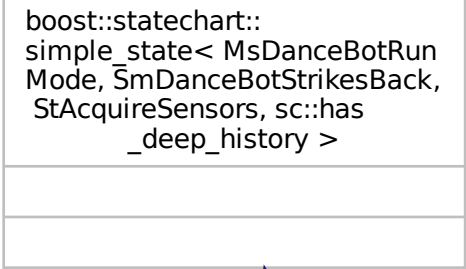 boost::statechart::
simple_state< MsDanceBotRun
Mode, SmDanceBotStrikesBack,
StAcquireSensors, sc::has
_deep_history >